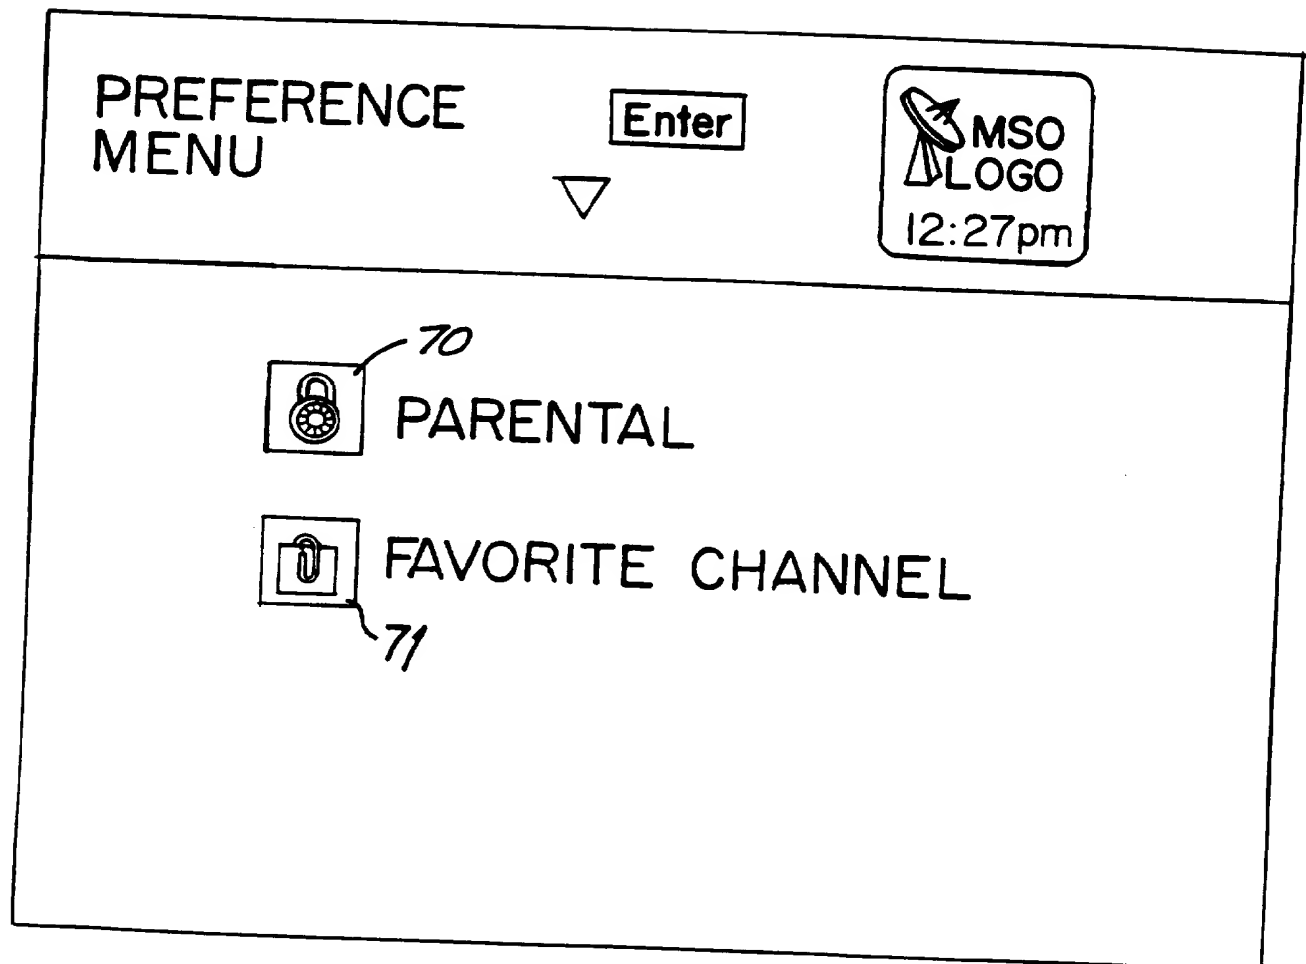 PREFERENCE
MENU
Enter
MSO
LOGO
12:27pm
70
PARENTAL
FAVORITE CHANNEL
71